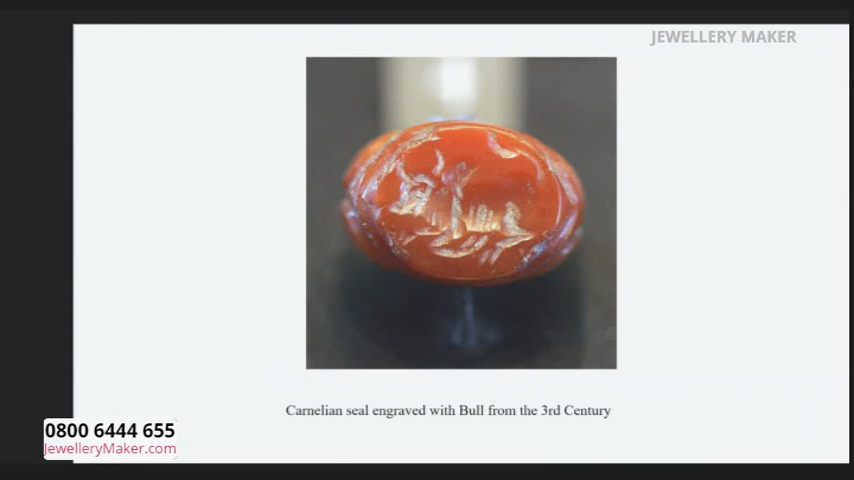 JEWELLERY MAKER
Carnelian seal engraved with Bull from the 3rd Century
0800 6444 655
JewelleryMaker.com